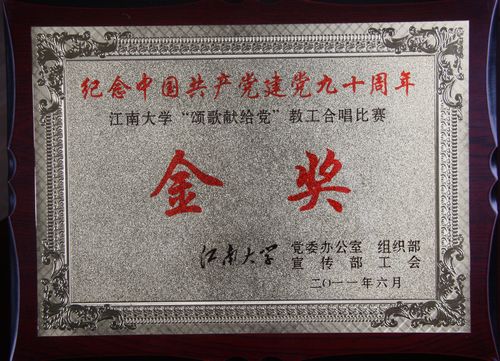 纪念中国共产党建党九十周年
江南大学“颂歌献给党”教工合唱比赛
金奖
江南大学 党委办公室 组织部
宣传部工会
二〇一一年六月